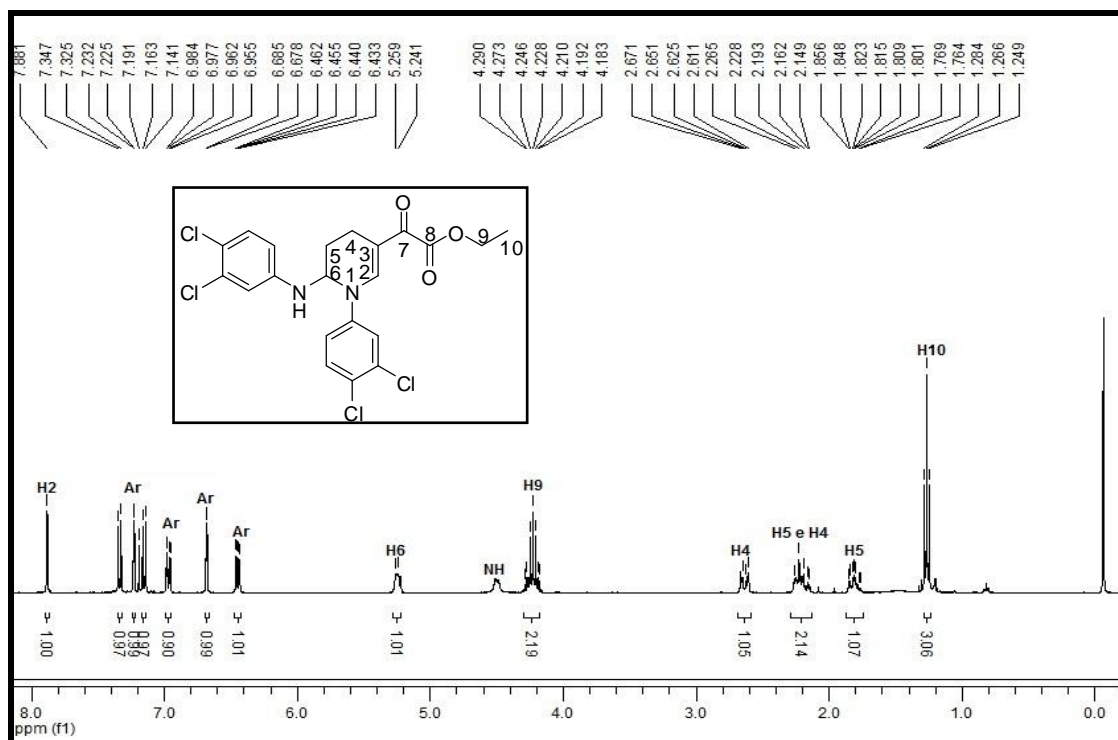 7.881 7.347 7.325 7.232 7.225 7.191 7.163 7.141 6.984 6.977 6.962 6.955 6.685 6.678 6.462 6.455 6.440 6.433 5.259 5.241 4.290 4.273 4.246 4.228 4.210 4.192 4.183 2.671 2.651 2.625 2.611 2.265 2.228 2.193 2.162 2.149 1.856 1.848 1.823 1.815 1.809 1.801 1.769 1.764 1.284 1.266 1.249
O
Cl 5 4 3 7 8 O 9 10
6 1 2 O
Cl N N
H
Cl
Cl
H10
H2 Ar H9
Ar Ar Ar H6 NH H4 H5 e H4 H5
1.00 0.97 0.99 0.97 0.90 0.99 1.01 1.01 2.19 1.05 2.14 1.07 3.06
8.0 7.0 6.0 5.0 4.0 3.0 2.0 1.0 0.0
ppm (f1)